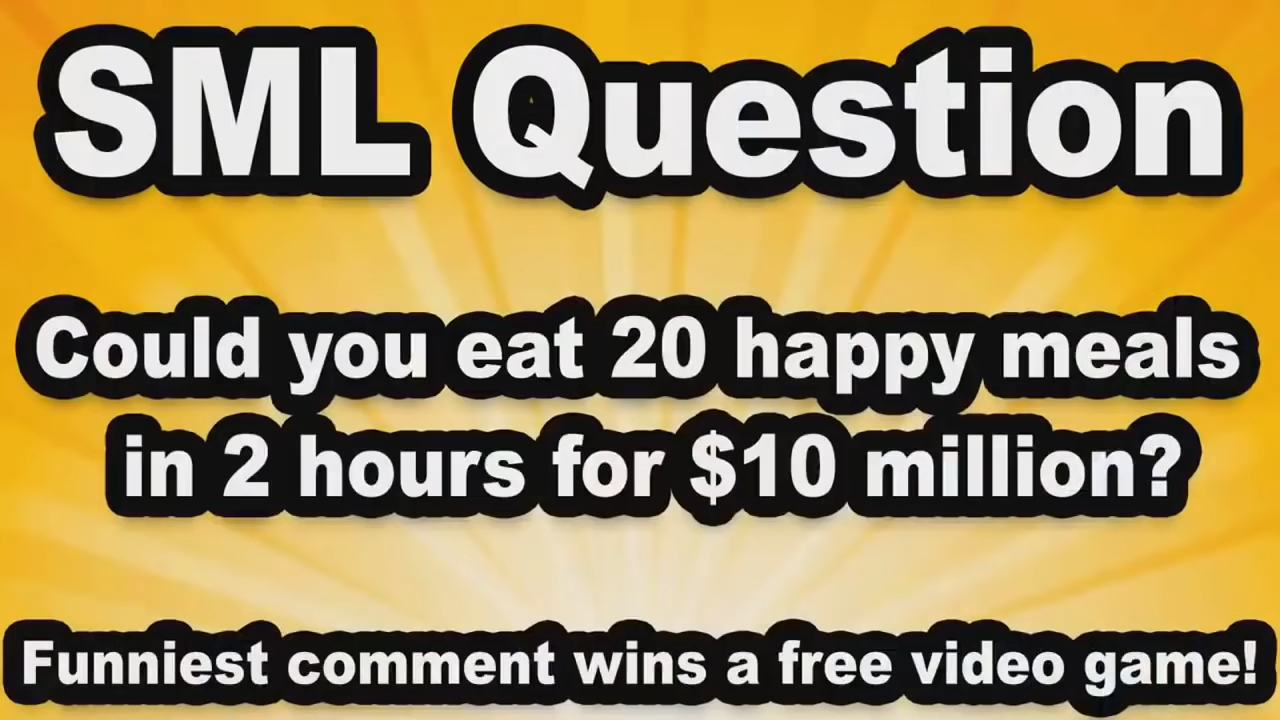 SML Question
Could you eat 20 happy meals
in 2 hours for $10 million?
Funniest comment wins a free video game!